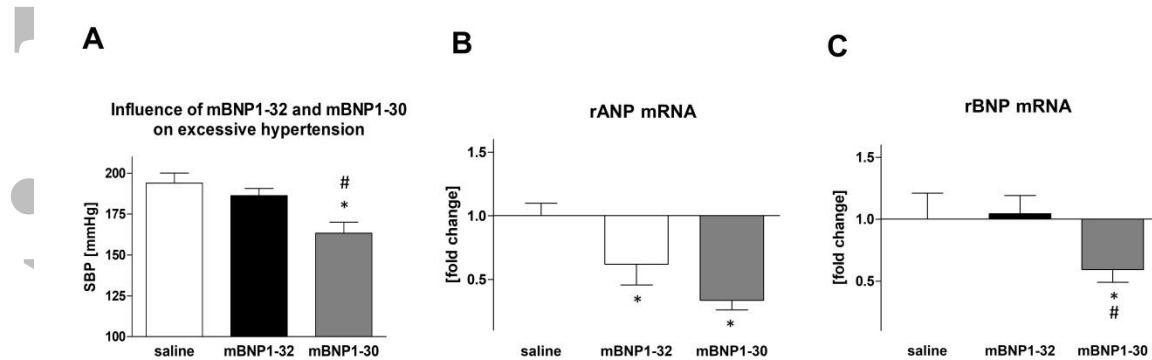 A
B
C
Influence of mBNP1-32 and mBNP1-30
on excessive hypertension
rANP mRNA
rBNP mRNA
SBP [mmHg]
200
175
150
125
100
#
*
saline
mBNP1-32
mBNP1-30
[fold change]
1.5
1.0
0.5
*
*
saline
mBNP1-32
mBNP1-30
[fold change]
1.5
1.0
0.5
*
#
saline
mBNP1-32
mBNP1-30